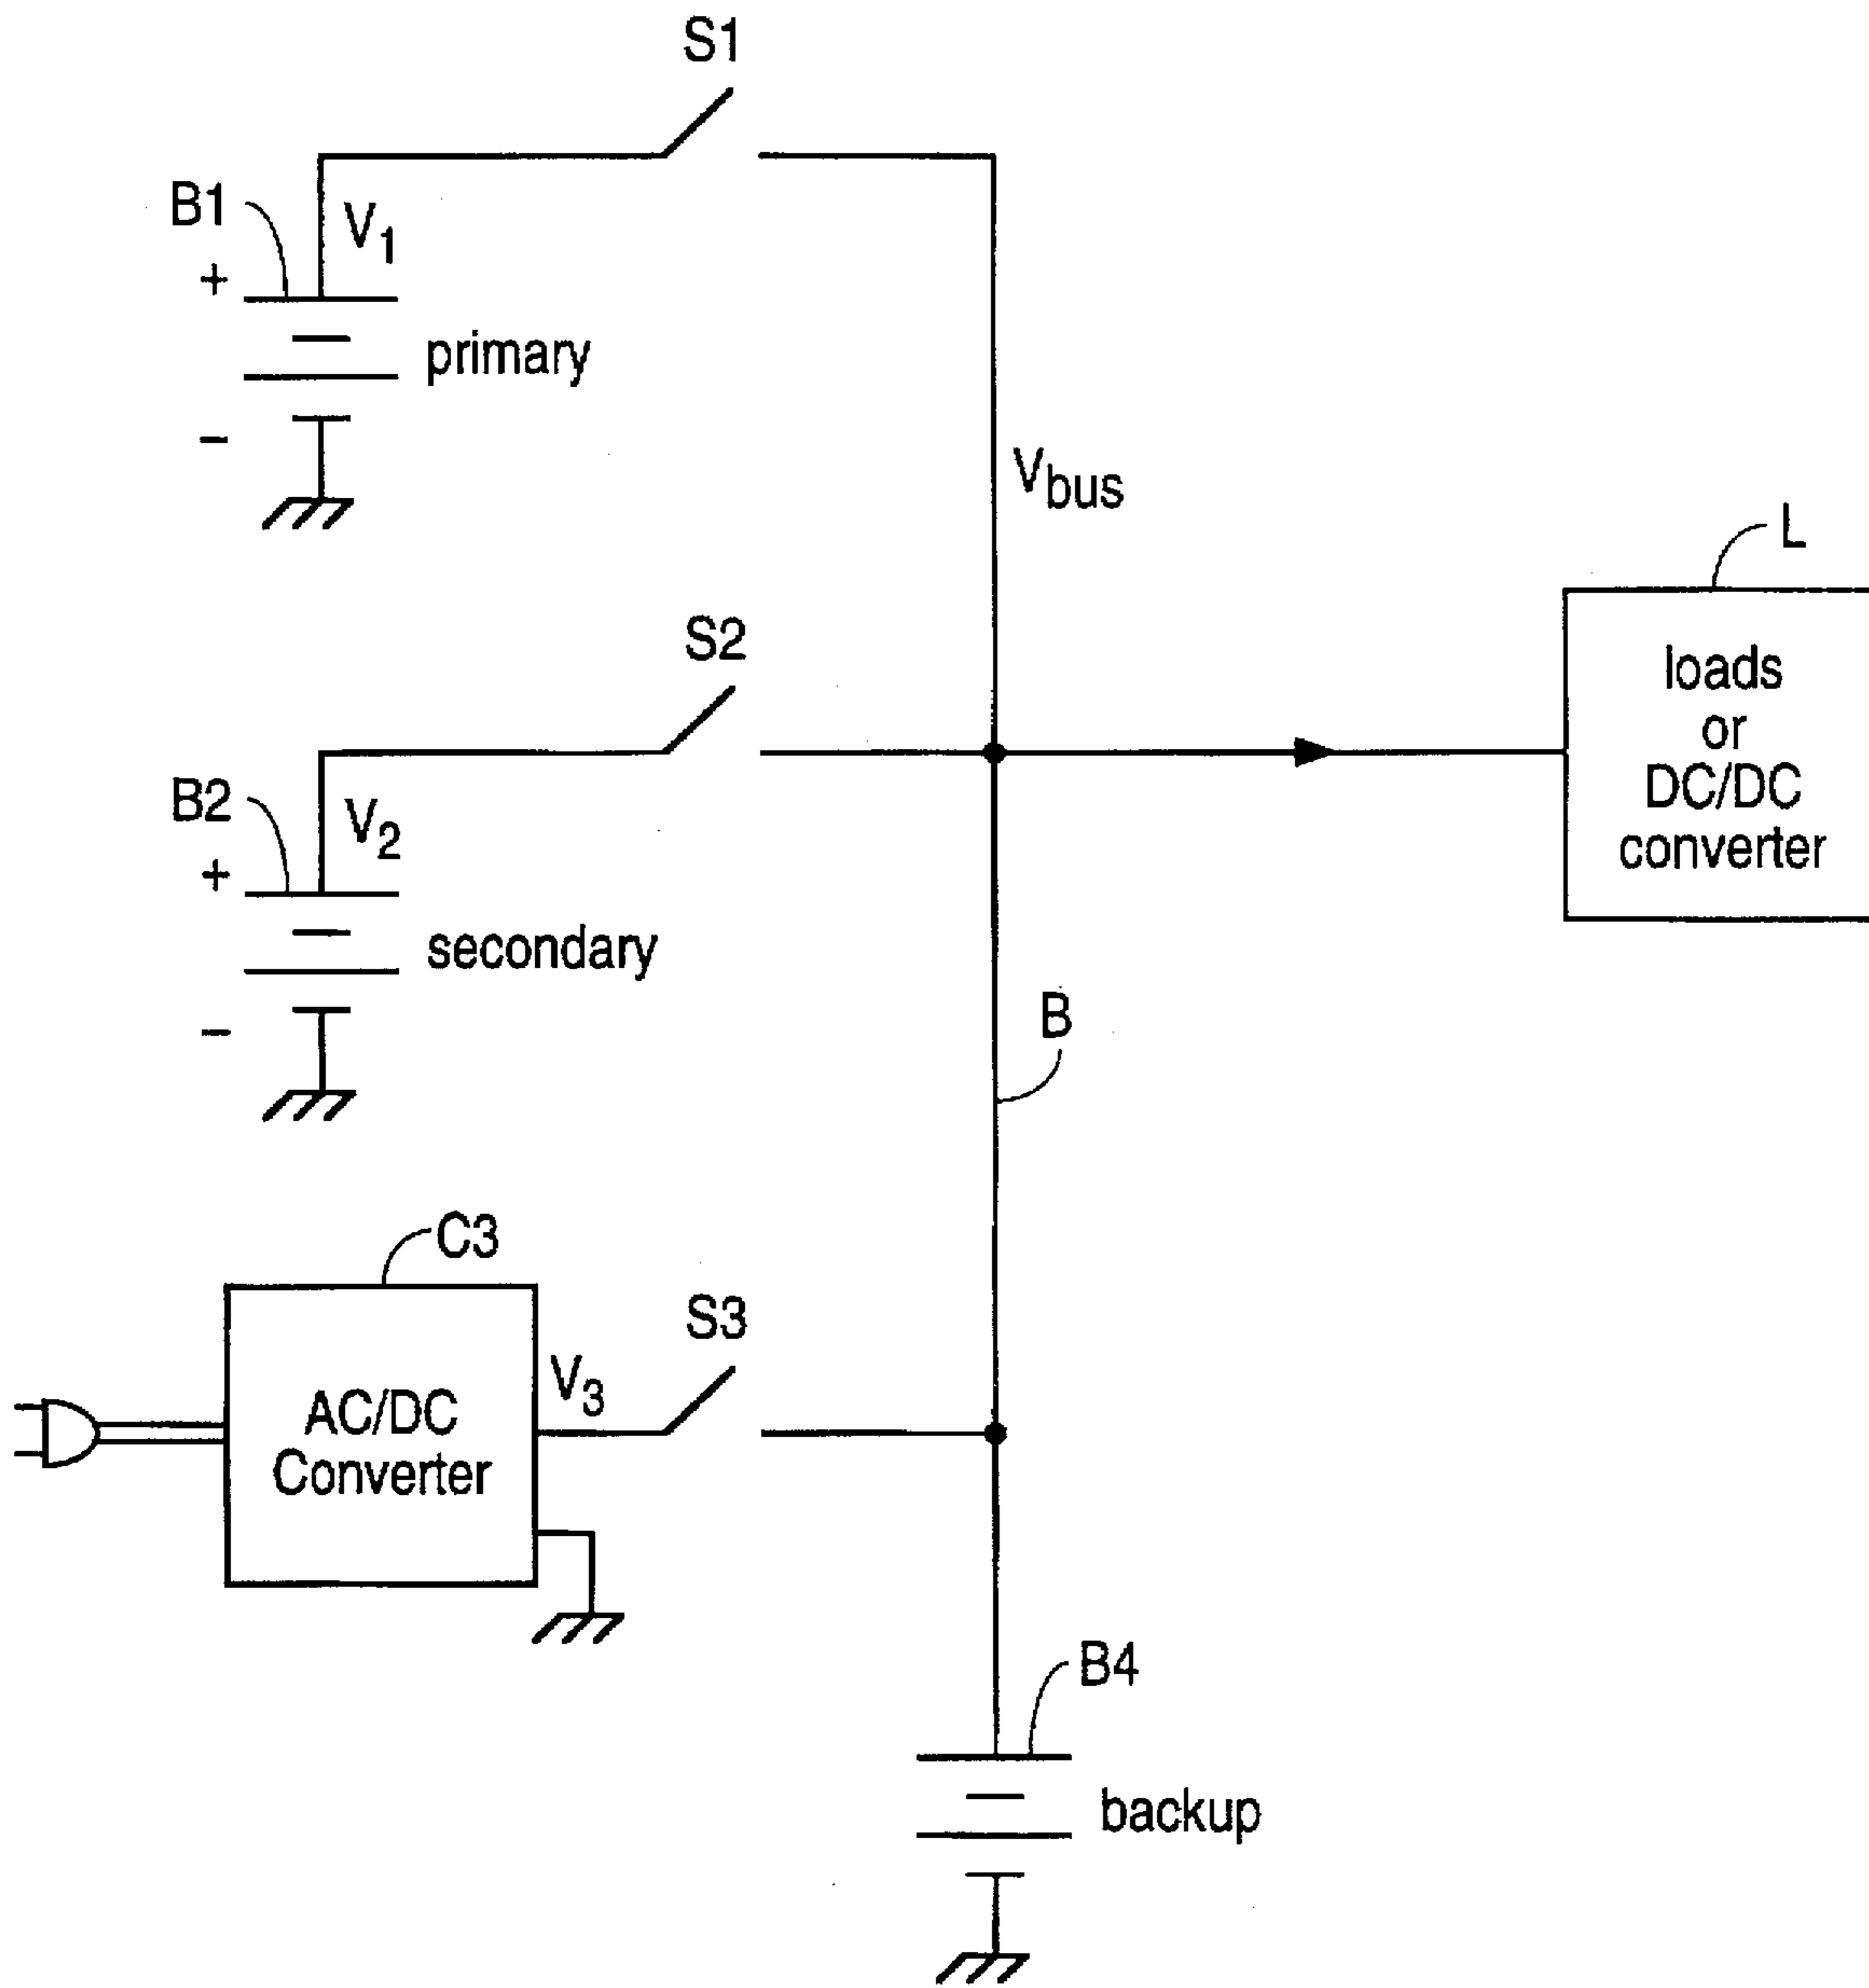 S1
B1
V1
+
primary
−
Vbus
L
S2
loads
or
DC/DC
converter
B2
V2
+
secondary
−
B
C3
S3
V3
AC/DC
Converter
B4
backup